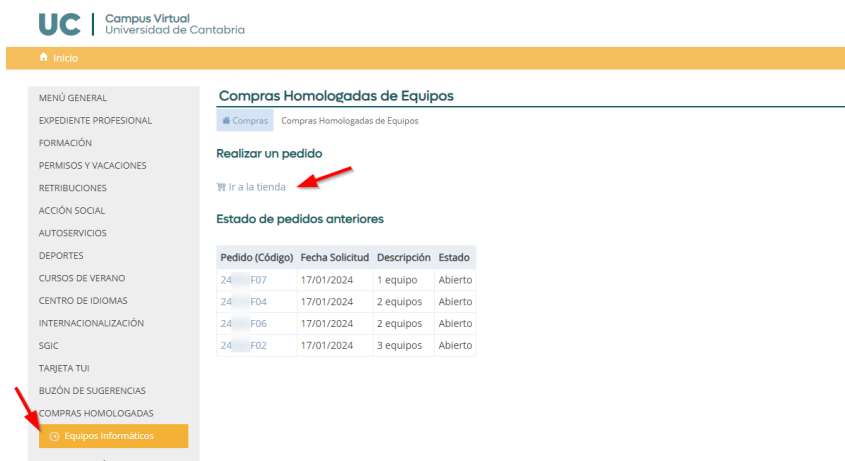 UC Campus Virtual
Universidad de Cantabria
Inicio
MENÚ GENERAL
EXPEDIENTE PROFESIONAL
FORMACIÓN
PERMISOS Y VACACIONES
RETRIBUCIONES
ACCIÓN SOCIAL
AUTOSERVICIOS
DEPORTES
CURSOS DE VERANO
CENTRO DE IDIOMAS
INTERNACIONALIZACIÓN
SGIC
TARJETA TUI
BUZÓN DE SUGERENCIAS
COMPRAS HOMOLOGADAS
Equipos Informáticos
Compras Homologadas de Equipos
Compras Compras Homologadas de Equipos
Realizar un pedido
Ir a la tienda
Estado de pedidos anteriores
Pedido (Código) Fecha Solicitud Descripción Estado
24 F07 17/01/2024 1 equipo Abierto
24 F04 17/01/2024 2 equipos Abierto
24 F06 17/01/2024 2 equipos Abierto
24 F02 17/01/2024 3 equipos Abierto